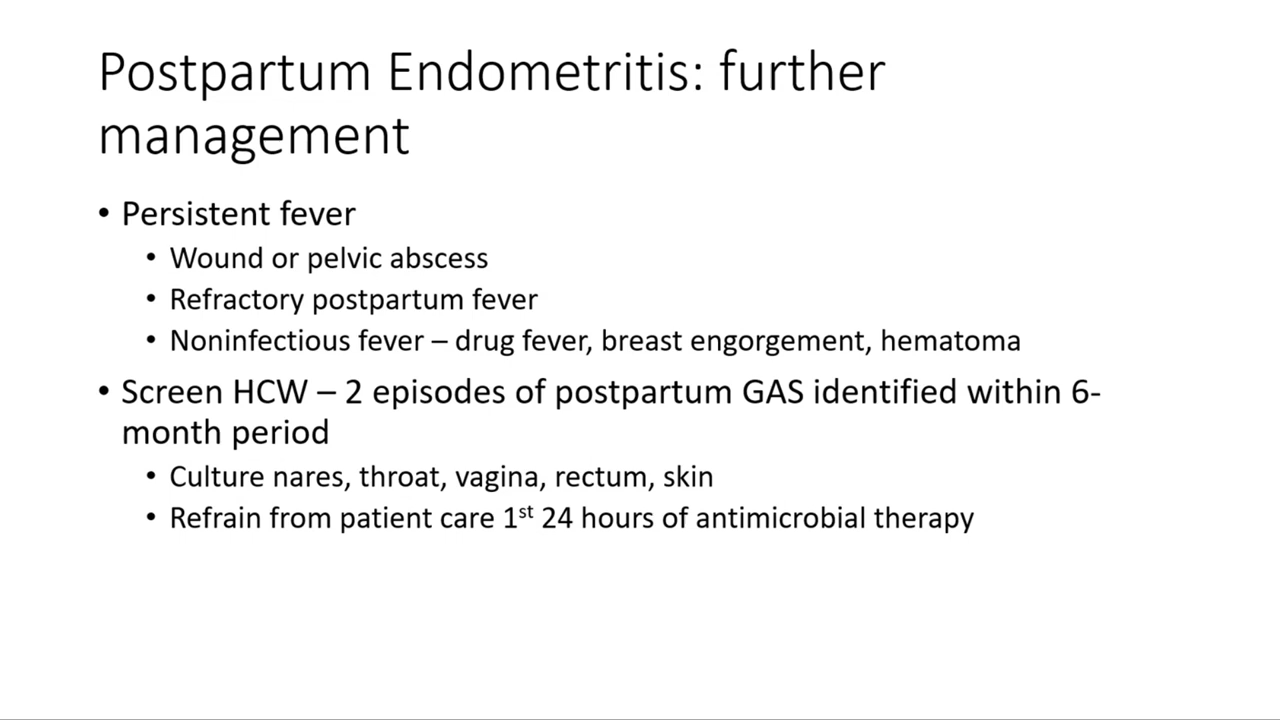 Postpartum Endometritis: further
management
• Persistent fever
• Wound or pelvic abscess
• Refractory postpartum fever
• Noninfectious fever – drug fever, breast engorgement, hematoma
• Screen HCW – 2 episodes of postpartum GAS identified within 6-
month period
• Culture nares, throat, vagina, rectum, skin
• Refrain from patient care 1st 24 hours of antimicrobial therapy